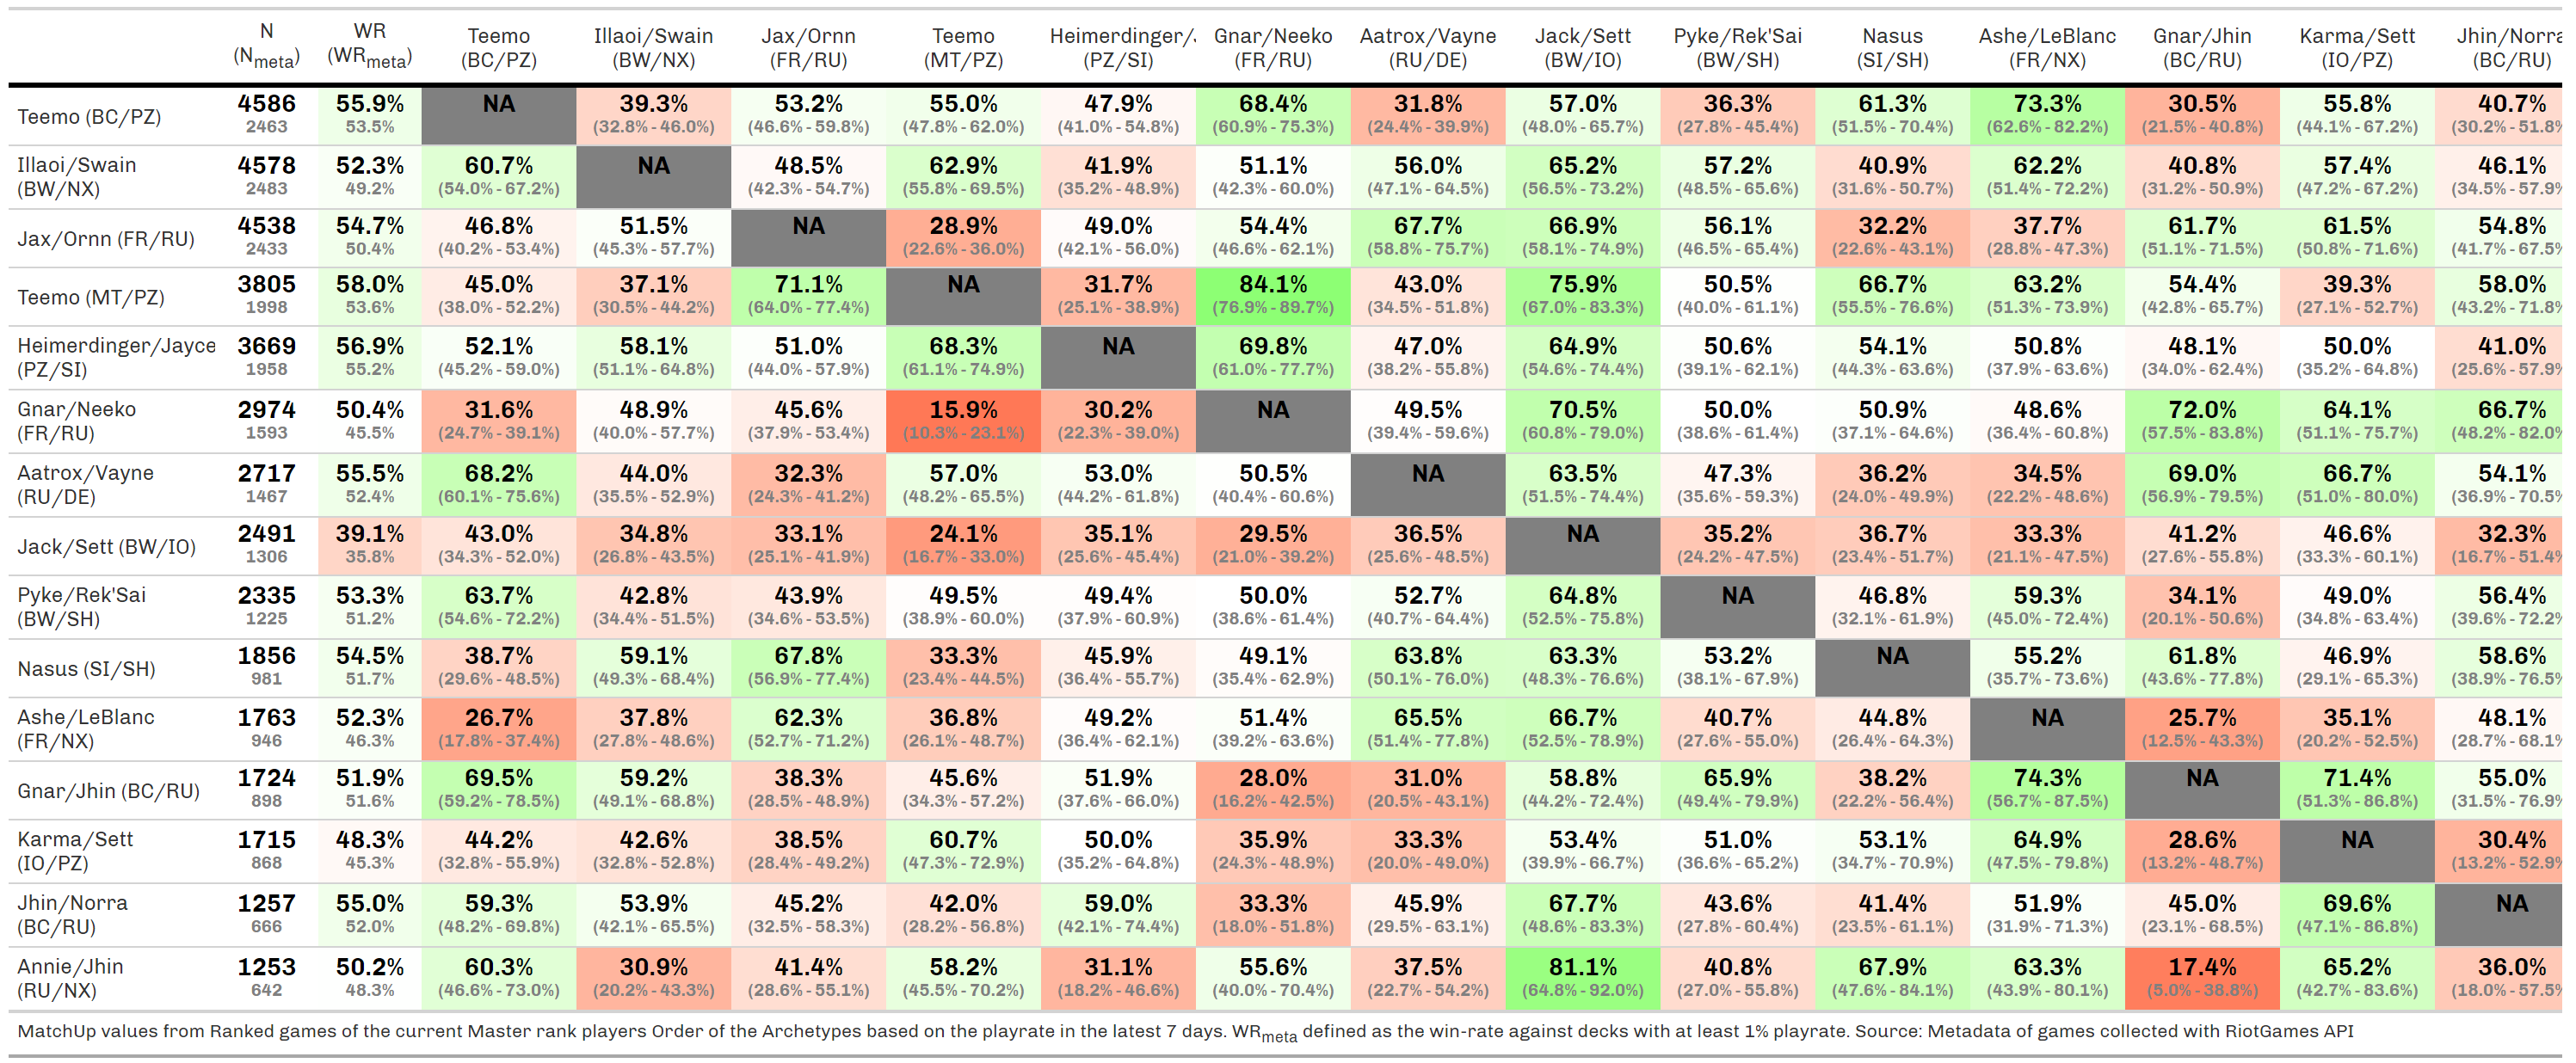 N WR Teemo Illaoi/Swain Jax/Ornn Teemo Heimerdinger/J Gnar/Neeko Aatrox/Vayne Jack/Sett Pyke/Rek'Sai Nasus Ashe/LeBlanc Gnar/Jhin Karma/Sett Jhin/Norra
(Nmeta) (WRmeta) (BC/PZ) (BW/NX) (FR/RU) (MT/PZ) (PZ/SI) (FR/RU) (RU/DE) (BW/IO) (BW/SH) (SI/SH) (FR/NX) (BC/RU) (IO/PZ) (BC/RU)
Teemo (BC/PZ) 4586 55.9% NA 39.3% 53.2% 55.0% 47.9% 68.4% 31.8% 57.0% 36.3% 61.3% 73.3% 30.5% 55.8% 40.7%
2463 53.5% (32.8% - 46.0%) (46.6% - 59.8%) (47.8% - 62.0%) (41.0% - 54.8%) (60.9% - 75.3%) (24.4% - 39.9%) (48.0% - 65.7%) (27.8% - 45.4%) (51.5% - 70.4%) (62.6% - 82.2%) (21.5% - 40.8%) (44.1% - 67.2%) (30.2% - 51.8%
Illaoi/Swain 4578 52.3% 60.7% NA 48.5% 62.9% 41.9% 51.1% 56.0% 65.2% 57.2% 40.9% 62.2% 40.8% 57.4% 46.1%
(BW/NX) 2483 49.2% (54.0% - 67.2%) (42.3% - 54.7%) (55.8% - 69.5%) (35.2% - 48.9%) (42.3% - 60.0%) (47.1% - 64.5%) (56.5% - 73.2%) (48.5% - 65.6%) (31.6% - 50.7%) (51.4% - 72.2%) (31.2% - 50.9%) (47.2% - 67.2%) (34.5% - 57.9%
Jax/Ornn (FR/RU) 4538 54.7% 46.8% 51.5% NA 28.9% 49.0% 54.4% 67.7% 66.9% 56.1% 32.2% 37.7% 61.7% 61.5% 54.8%
2433 50.4% (40.2% - 53.4%) (45.3% - 57.7%) (22.6% - 36.0%) (42.1% - 56.0%) (46.6% - 62.1%) (58.8% - 75.7%) (58.1% - 74.9%) (46.5% - 65.4%) (22.6% - 43.1%) (28.8% - 47.3%) (51.1% - 71.5%) (50.8% - 71.6%) (41.7% - 67.5%
Teemo (MT/PZ) 3805 58.0% 45.0% 37.1% 71.1% NA 31.7% 84.1% 43.0% 75.9% 50.5% 66.7% 63.2% 54.4% 39.3% 58.0%
1998 53.6% (38.0% - 52.2%) (30.5% - 44.2%) (64.0% - 77.4%) (25.1% - 38.9%) (76.9% - 89.7%) (34.5% - 51.8%) (67.0% - 83.3%) (40.0% - 61.1%) (55.5% - 76.6%) (51.3% - 73.9%) (42.8% - 65.7%) (27.1% - 52.7%) (43.2% - 71.8%
Heimerdinger/Jayce 3669 56.9% 52.1% 58.1% 51.0% 68.3% NA 69.8% 47.0% 64.9% 50.6% 54.1% 50.8% 48.1% 50.0% 41.0%
(PZ/SI) 1958 55.2% (45.2% - 59.0%) (51.1% - 64.8%) (44.0% - 57.9%) (61.1% - 74.9%) (61.0% - 77.7%) (38.2% - 55.8%) (54.6% - 74.4%) (39.1% - 62.1%) (44.3% - 63.6%) (37.9% - 63.6%) (34.0% - 62.4%) (35.2% - 64.8%) (25.6% - 57.9%
Gnar/Neeko 2974 50.4% 31.6% 48.9% 45.6% 15.9% 30.2% NA 49.5% 70.5% 50.0% 50.9% 48.6% 72.0% 64.1% 66.7%
(FR/RU) 1593 45.5% (24.7% - 39.1%) (40.0% - 57.7%) (37.9% - 53.4%) (10.3% - 23.1%) (22.3% - 39.0%) (39.4% - 59.6%) (60.8% - 79.0%) (38.6% - 61.4%) (37.1% - 64.6%) (36.4% - 60.8%) (57.5% - 83.8%) (51.1% - 75.7%) (48.2% - 82.0%
Aatrox/Vayne 2717 55.5% 68.2% 44.0% 32.3% 57.0% 53.0% 50.5% NA 63.5% 47.3% 36.2% 34.5% 69.0% 66.7% 54.1%
(RU/DE) 1467 52.4% (60.1% - 75.6%) (35.5% - 52.9%) (24.3% - 41.2%) (48.2% - 65.5%) (44.2% - 61.8%) (40.4% - 60.6%) (51.5% - 74.4%) (35.6% - 59.3%) (24.0% - 49.9%) (22.2% - 48.6%) (56.9% - 79.5%) (51.0% - 80.0%) (36.9% - 70.5%
Jack/Sett (BW/IO) 2491 39.1% 43.0% 34.8% 33.1% 24.1% 35.1% 29.5% 36.5% NA 35.2% 36.7% 33.3% 41.2% 46.6% 32.3%
1306 35.8% (34.3% - 52.0%) (26.8% - 43.5%) (25.1% - 41.9%) (16.7% - 33.0%) (25.6% - 45.4%) (21.0% - 39.2%) (25.6% - 48.5%) (24.2% - 47.5%) (23.4% - 51.7%) (21.1% - 47.5%) (27.6% - 55.8%) (33.3% - 60.1%) (16.7% - 51.4%
Pyke/Rek'Sai 2335 53.3% 63.7% 42.8% 43.9% 49.5% 49.4% 50.0% 52.7% 64.8% NA 46.8% 59.3% 34.1% 49.0% 56.4%
(BW/SH) 1225 51.2% (54.6% - 72.2%) (34.4% - 51.5%) (34.6% - 53.5%) (38.9% - 60.0%) (37.9% - 60.9%) (38.6% - 61.4%) (40.7% - 64.4%) (52.5% - 75.8%) (32.1% - 61.9%) (45.0% - 72.4%) (20.1% - 50.6%) (34.8% - 63.4%) (39.6% - 72.2%
Nasus (SI/SH) 1856 54.5% 38.7% 59.1% 67.8% 33.3% 45.9% 49.1% 63.8% 63.3% 53.2% NA 55.2% 61.8% 46.9% 58.6%
981 51.7% (29.6% - 48.5%) (49.3% - 68.4%) (56.9% - 77.4%) (23.4% - 44.5%) (36.4% - 55.7%) (35.4% - 62.9%) (50.1% - 76.0%) (48.3% - 76.6%) (38.1% - 67.9%) (35.7% - 73.6%) (43.6% - 77.8%) (29.1% - 65.3%) (38.9% - 76.5%
Ashe/LeBlanc 1763 52.3% 26.7% 37.8% 62.3% 36.8% 49.2% 51.4% 65.5% 66.7% 40.7% 44.8% NA 25.7% 35.1% 48.1%
(FR/NX) 946 46.3% (17.8% - 37.4%) (27.8% - 48.6%) (52.7% - 71.2%) (26.1% - 48.7%) (36.4% - 62.1%) (39.2% - 63.6%) (51.4% - 77.8%) (52.5% - 78.9%) (27.6% - 55.0%) (26.4% - 64.3%) (12.5% - 43.3%) (20.2% - 52.5%) (28.7% - 68.1%
Gnar/Jhin (BC/RU) 1724 51.9% 69.5% 59.2% 38.3% 45.6% 51.9% 28.0% 31.0% 58.8% 65.9% 38.2% 74.3% NA 71.4% 55.0%
898 51.6% (59.2% - 78.5%) (49.1% - 68.8%) (28.5% - 48.9%) (34.3% - 57.2%) (37.6% - 66.0%) (16.2% - 42.5%) (20.5% - 43.1%) (44.2% - 72.4%) (49.4% - 79.9%) (22.2% - 56.4%) (56.7% - 87.5%) (51.3% - 86.8%) (31.5% - 76.9%
Karma/Sett 1715 48.3% 44.2% 42.6% 38.5% 60.7% 50.0% 35.9% 33.3% 53.4% 51.0% 53.1% 64.9% 28.6% NA 30.4%
(IO/PZ) 868 45.3% (32.8% - 55.9%) (32.8% - 52.8%) (28.4% - 49.2%) (47.3% - 72.9%) (35.2% - 64.8%) (24.3% - 48.9%) (20.0% - 49.0%) (39.9% - 66.7%) (36.6% - 65.2%) (34.7% - 70.9%) (47.5% - 79.8%) (13.2% - 48.7%) (13.2% - 52.9%
Jhin/Norra 1257 55.0% 59.3% 53.9% 45.2% 42.0% 59.0% 33.3% 45.9% 67.7% 43.6% 41.4% 51.9% 45.0% 69.6% NA
(BC/RU) 666 52.0% (48.2% - 69.8%) (42.1% - 65.5%) (32.5% - 58.3%) (28.2% - 56.8%) (42.1% - 74.4%) (18.0% - 51.8%) (29.5% - 63.1%) (48.6% - 83.3%) (27.8% - 60.4%) (23.5% - 61.1%) (31.9% - 71.3%) (23.1% - 68.5%) (47.1% - 86.8%)
Annie/Jhin 1253 50.2% 60.3% 30.9% 41.4% 58.2% 31.1% 55.6% 37.5% 81.1% 40.8% 67.9% 63.3% 17.4% 65.2% 36.0%
(RU/NX) 642 48.3% (46.6% - 73.0%) (20.2% - 43.3%) (28.6% - 55.1%) (45.5% - 70.2%) (18.2% - 46.6%) (40.0% - 70.4%) (22.7% - 54.2%) (64.8% - 92.0%) (27.0% - 55.8%) (47.6% - 84.1%) (43.9% - 80.1%) (5.0% - 38.8%) (42.7% - 83.6%) (18.0% - 57.5%
MatchUp values from Ranked games of the current Master rank players Order of the Archetypes based on the playrate in the latest 7 days. WRmeta defined as the win-rate against decks with at least 1% playrate. Source: Metadata of games collected with RiotGames API